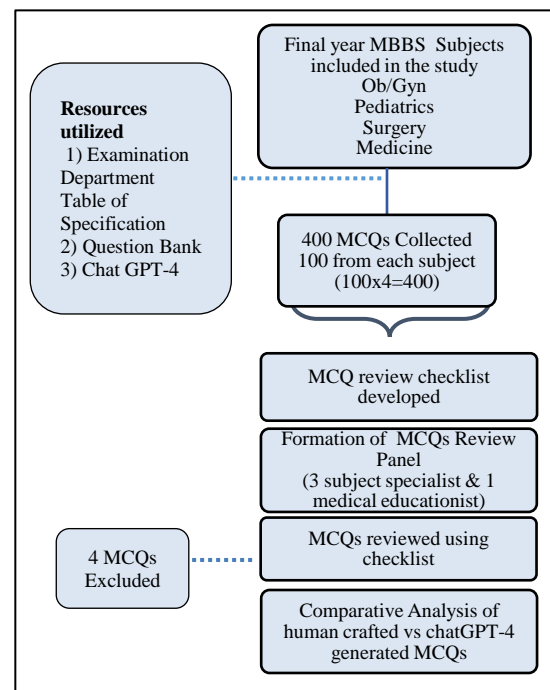 Final year MBBS Subjects
included in the study
Ob/Gyn
Pediatrics
Surgery
Medicine
Resources
utilized
1) Examination
Department
Table of
Specification
2) Question Bank
3) Chat GPT-4
400 MCQs Collected
100 from each subject
(100x4=400)
MCQ review checklist
developed
Formation of MCQs Review
Panel
(3 subject specialist & 1
medical educationist)
4 MCQs
Excluded
MCQs reviewed using
checklist
Comparative Analysis of
human crafted vs chatGPT-4
generated MCQs